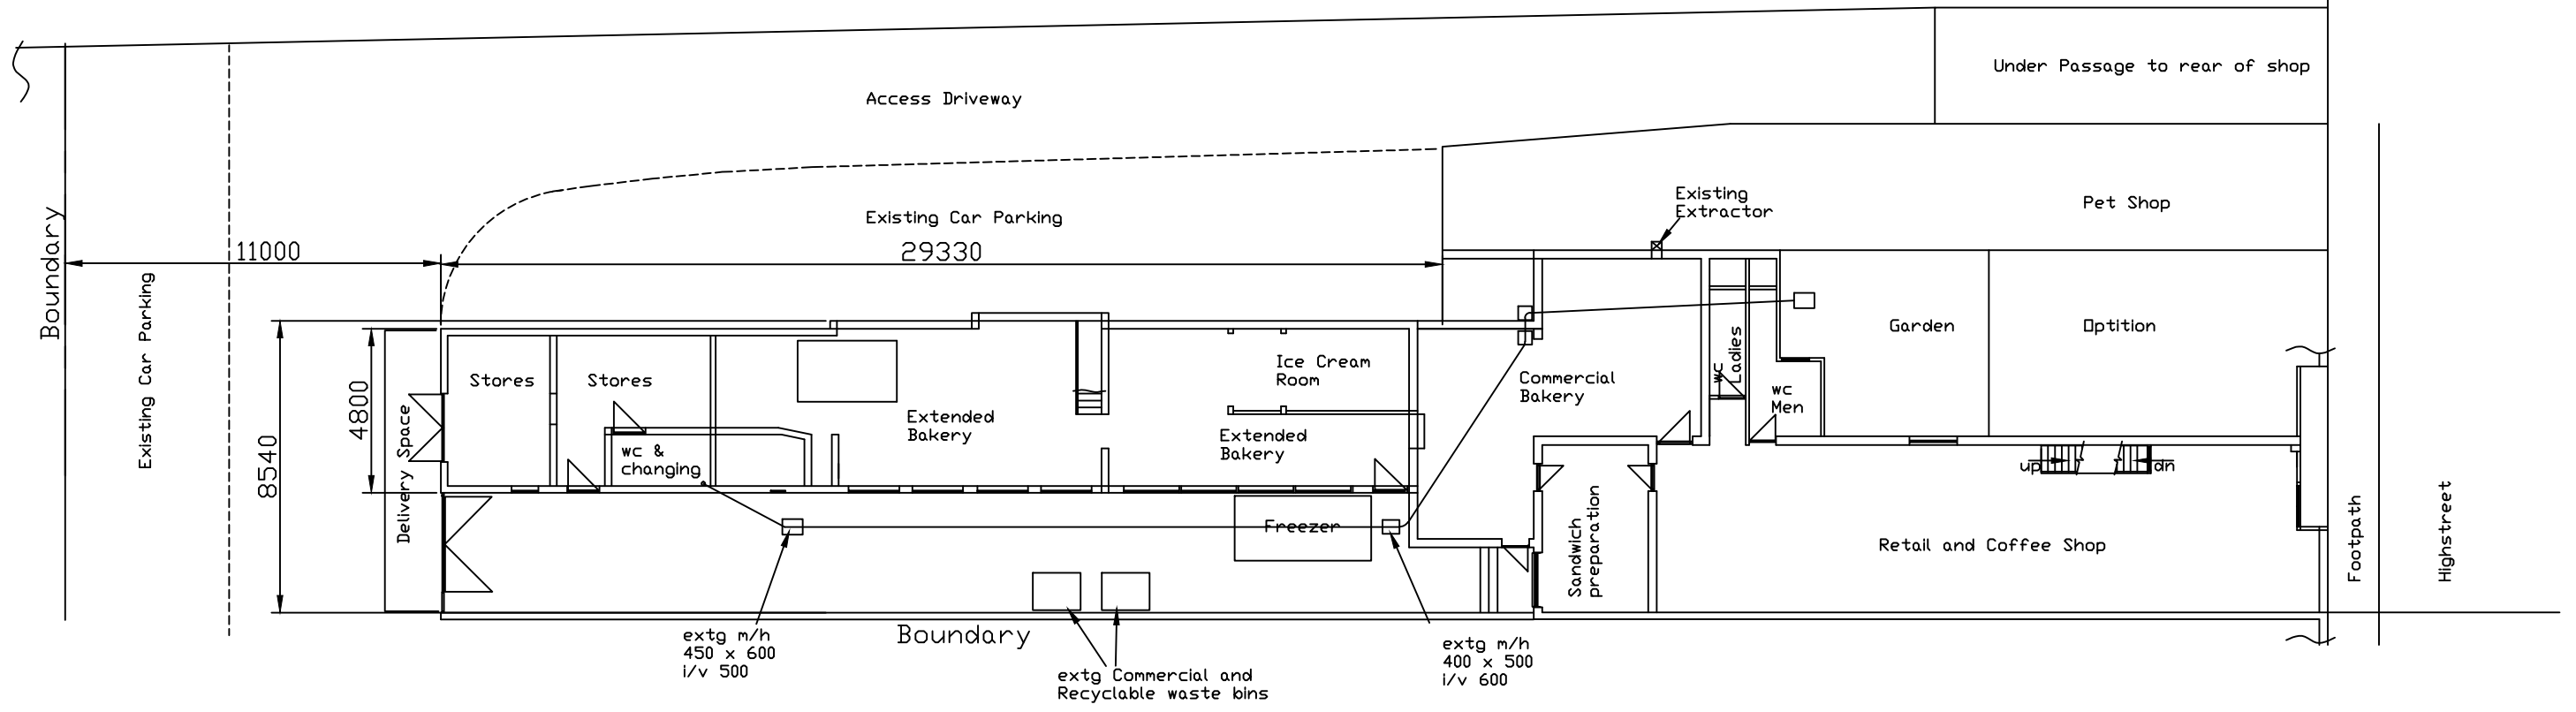 Under Passage to rear of shop
Access Driveway
Existing
Extractor
Pet Shop
Existing Car Parking
11000
29330
Boundary
Existing Car Parking
Garden
Optition
Ladies
wc
Ice Cream
Room
Stores
Stores
Commercial
Bakery
wc
Men
4800
8540
Delivery Space
Extended
Bakery
Extended
Bakery
wc &
changing
up
dn
Freezer
Sandwich
preparation
Retail and Coffee Shop
Footpath
Highstreet
Boundary
extg m/h
450 x 600
i/v 500
extg m/h
400 x 500
i/v 600
extg Commercial and
Recyclable waste bins